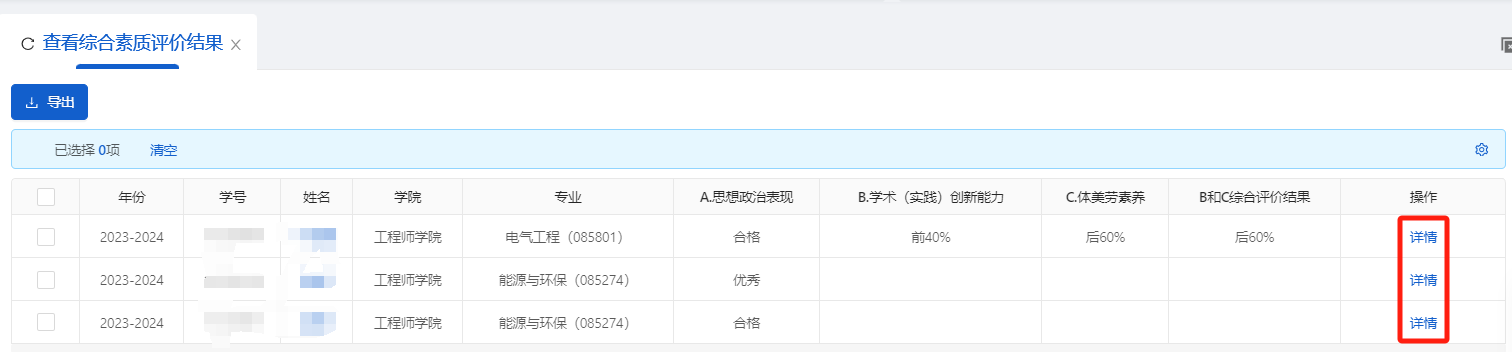 查看综合素质评价结果
导出
已选择 0项 清空
年份 学号 姓名 学院 专业 A.思想政治表现 B.学术（实践）创新能力 C.体美劳素养 B和C综合评价结果 操作
2023-2024 工程师学院 电气工程（085801） 合格 前40% 后60% 后60% 详情
2023-2024 工程师学院 能源与环保（085274） 优秀 详情
2023-2024 工程师学院 能源与环保（085274） 合格 详情